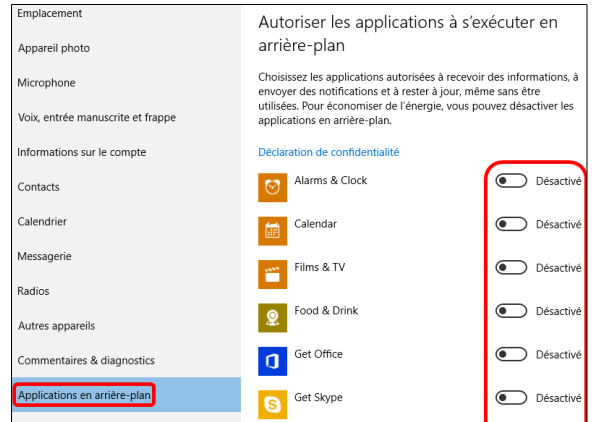 Emplacement
Appareil photo
Microphone
Voix, entrée manuscrite et frappe
Informations sur le compte
Contacts
Calendrier
Messagerie
Radios
Autres appareils
Commentaires & diagnostics
Applications en arrière-plan
Autoriser les applications à s'exécuter en
arrière-plan
Choisissez les applications autorisées à recevoir des informations, à
envoyer des notifications et à rester à jour, même sans être
utilisées. Pour économiser de l'énergie, vous pouvez désactiver les
applications en arrière-plan.
Déclaration de confidentialité
Alarms & Clock Désactivé
Calendar Désactivé
Films & TV Désactivé
Food & Drink Désactivé
Get Office Désactivé
Get Skype Désactivé